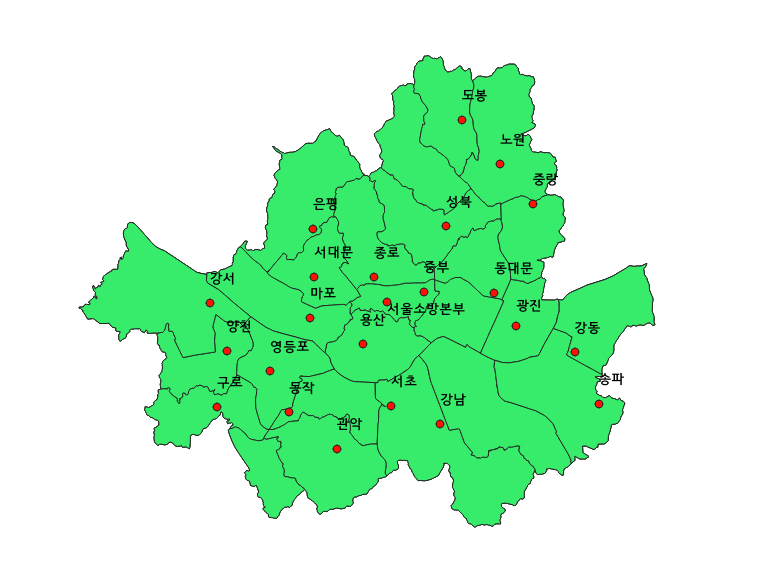 도봉
노원
중랑
성북
은평
서대문
종로
중부
동대문
강서
마포
서울소방본부
광진
용산
양천
강동
영등포
구로
동작
서초
송파
강남
관악